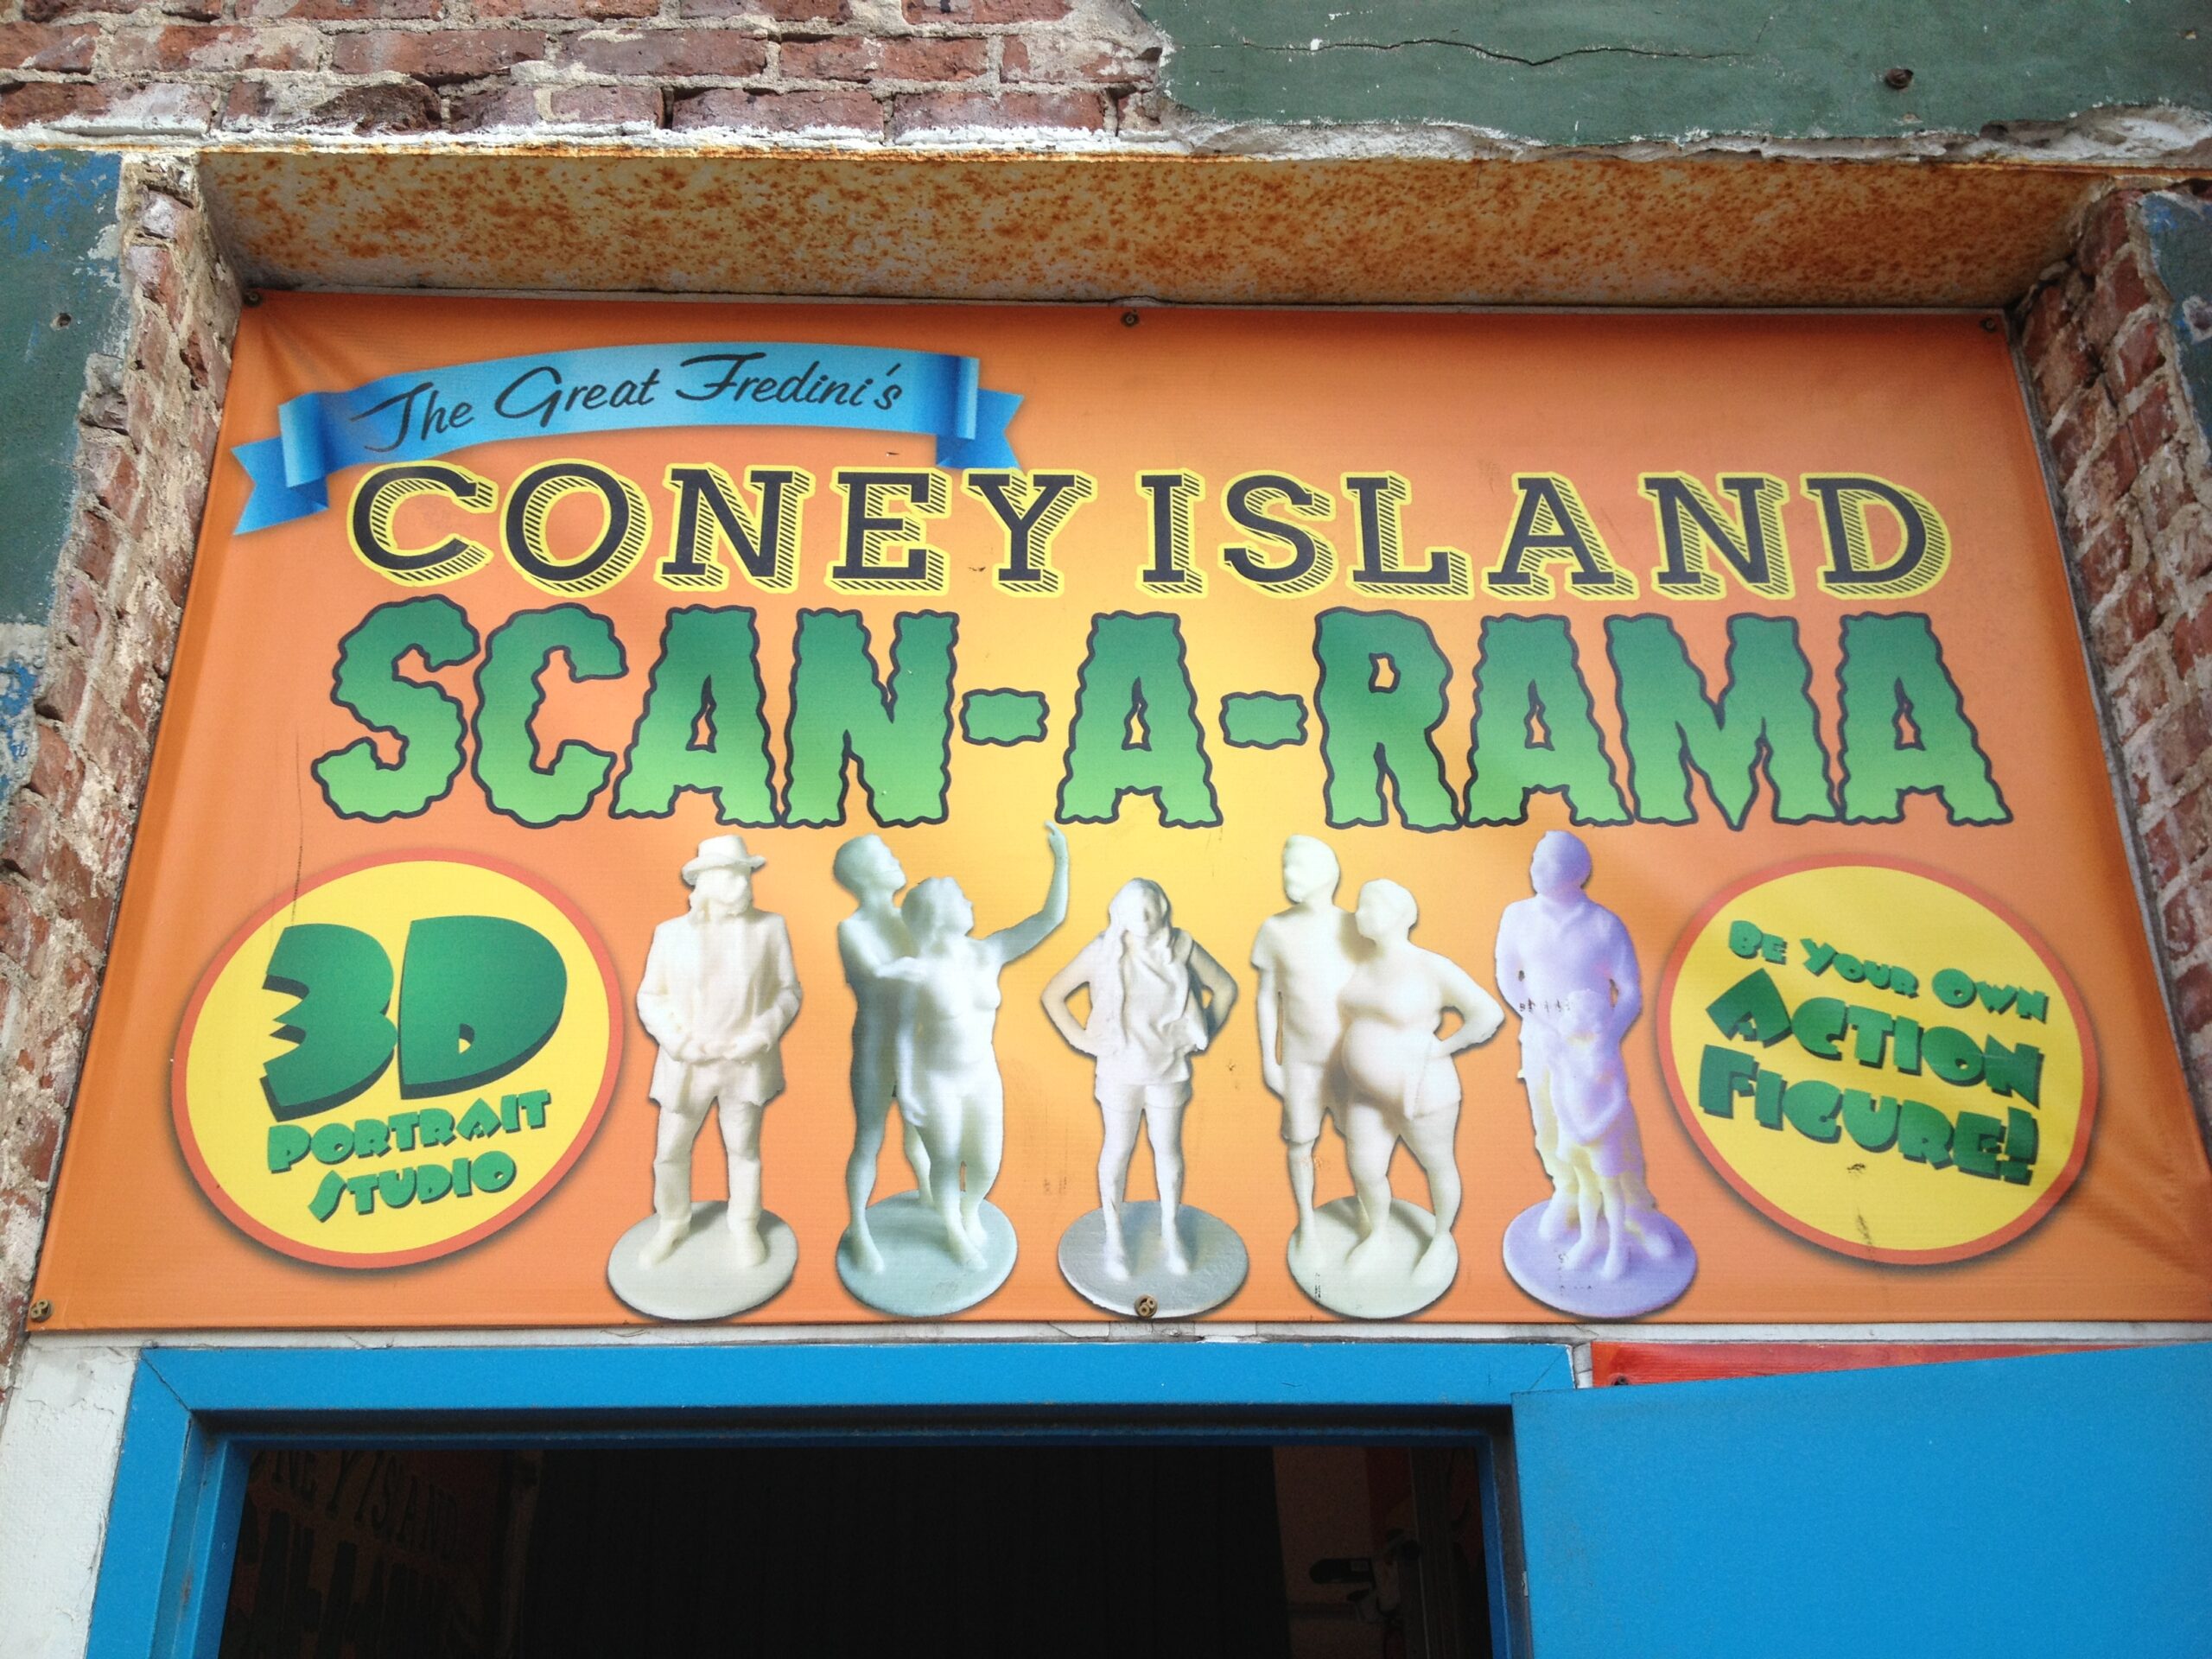 The Great Fredini's
CONEY ISLAND
SCAN-A-RAMA
3D
PORTRAIT
STUDIO
BE YOUR OWN
ACTION
FIGURE!